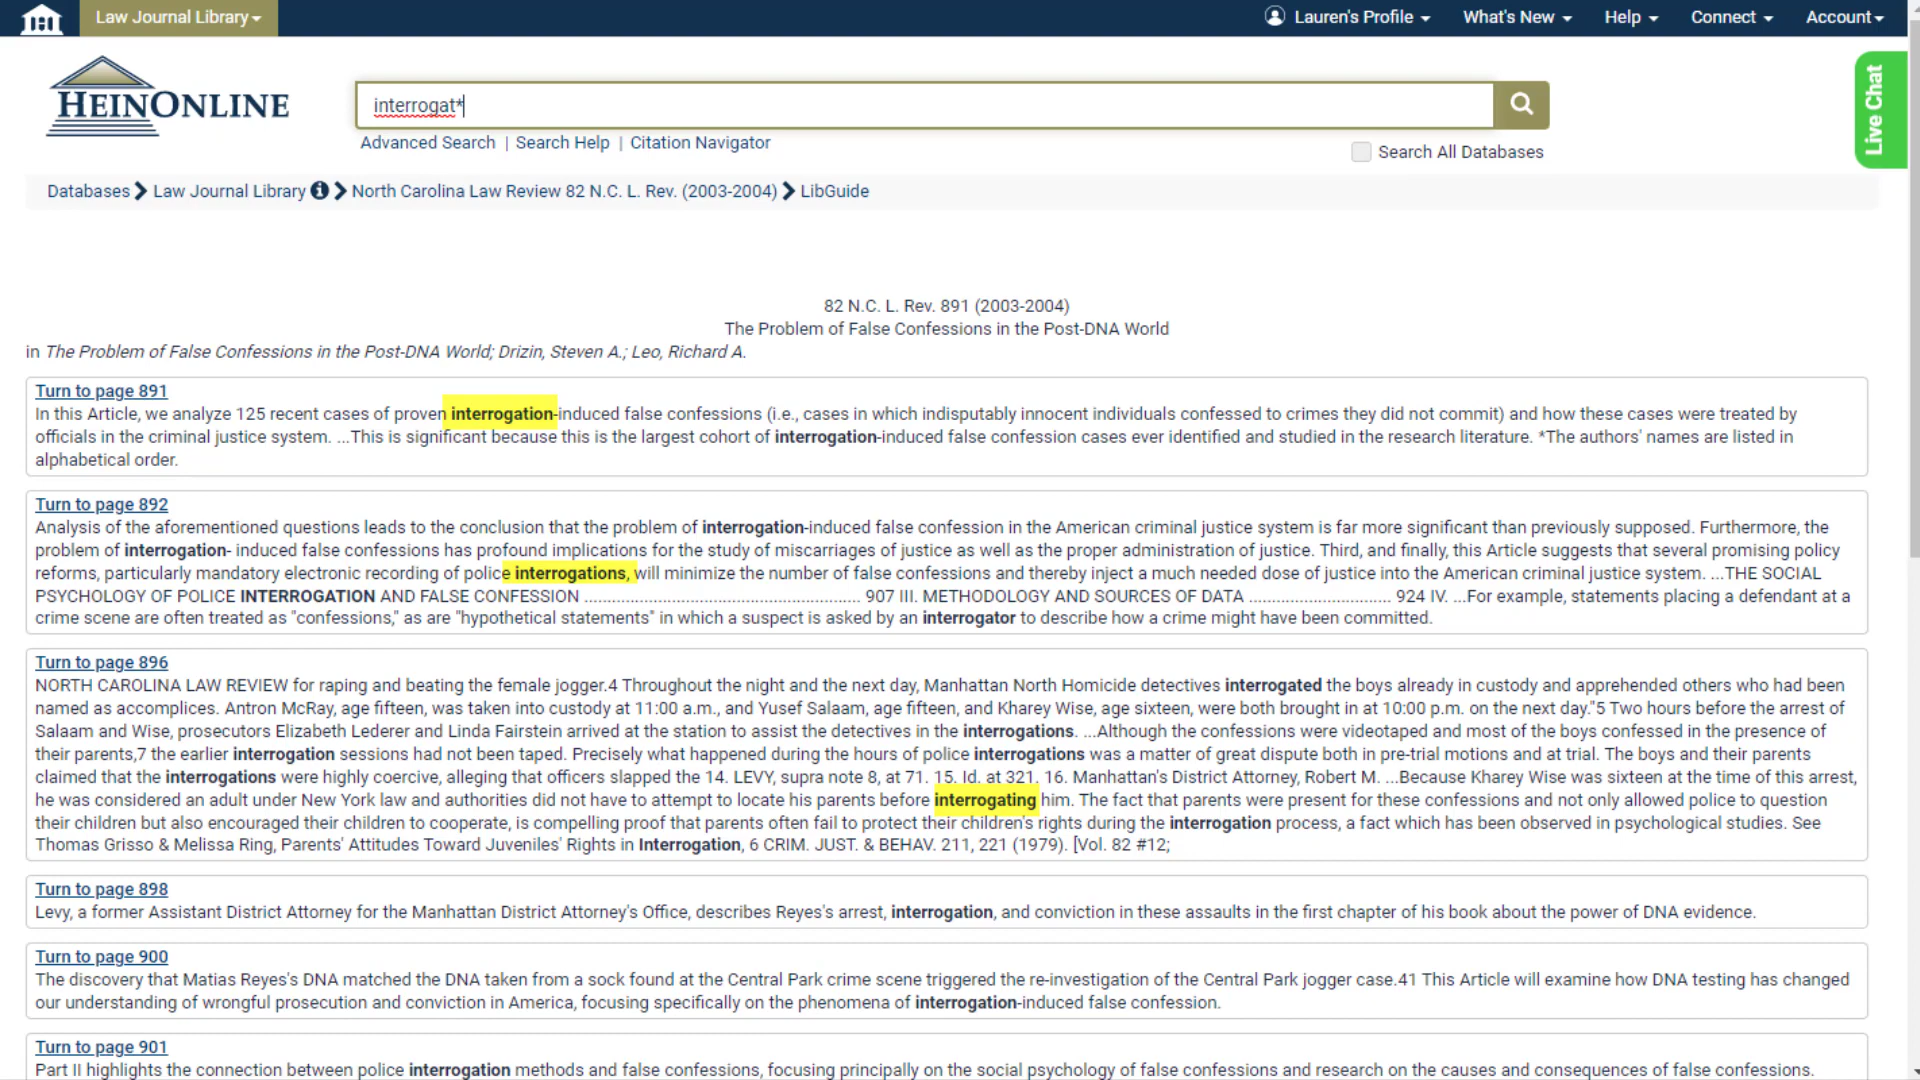 Law Journal Library
Lauren's Profile
What's New
Help
Connect
Account
HEINONLINE
interrogat*
Advanced Search | Search Help | Citation Navigator
Search All Databases
Live Chat
Databases Law Journal Library North Carolina Law Review 82 N.C. L. Rev. (2003-2004) LibGuide
82 N.C. L. Rev. 891 (2003-2004)
The Problem of False Confessions in the Post-DNA World
in The Problem of False Confessions in the Post-DNA World; Drizin, Steven A.; Leo, Richard A.
Turn to page 891
In this Article, we analyze 125 recent cases of proven interrogation-induced false confessions (i.e., cases in which indisputably innocent individuals confessed to crimes they did not commit) and how these cases were treated by
officials in the criminal justice system. ...This is significant because this is the largest cohort of interrogation-induced false confession cases ever identified and studied in the research literature. *The authors' names are listed in
alphabetical order.
Turn to page 892
Analysis of the aforementioned questions leads to the conclusion that the problem of interrogation-induced false confession in the American criminal justice system is far more significant than previously supposed. Furthermore, the
problem of interrogation- induced false confessions has profound implications for the study of miscarriages of justice as well as the proper administration of justice. Third, and finally, this Article suggests that several promising policy
reforms, particularly mandatory electronic recording of police interrogations, will minimize the number of false confessions and thereby inject a much needed dose of justice into the American criminal justice system. ...THE SOCIAL
PSYCHOLOGY OF POLICE INTERROGATION AND FALSE CONFESSION .................................................. 907 III. METHODOLOGY AND SOURCES OF DATA .......................... 924 IV. ...For example, statements placing a defendant at a
crime scene are often treated as "confessions," as are "hypothetical statements" in which a suspect is asked by an interrogator to describe how a crime might have been committed.
Turn to page 896
NORTH CAROLINA LAW REVIEW for raping and beating the female jogger.4 Throughout the night and the next day, Manhattan North Homicide detectives interrogated the boys already in custody and apprehended others who had been
named as accomplices. Antron McRay, age fifteen, was taken into custody at 11:00 a.m., and Yusef Salaam, age fifteen, and Kharey Wise, age sixteen, were both brought in at 10:00 p.m. on the next day."5 Two hours before the arrest of
Salaam and Wise, prosecutors Elizabeth Lederer and Linda Fairstein arrived at the station to assist the detectives in the interrogations. ...Although the confessions were videotaped and most of the boys confessed in the presence of
their parents,7 the earlier interrogation sessions had not been taped. Precisely what happened during the hours of police interrogations was a matter of great dispute both in pre-trial motions and at trial. The boys and their parents
claimed that the interrogations were highly coercive, alleging that officers slapped the 14. LEVY, supra note 8, at 71. 15. Id. at 321. 16. Manhattan's District Attorney, Robert M. ...Because Kharey Wise was sixteen at the time of this arrest,
he was considered an adult under New York law and authorities did not have to attempt to locate his parents before interrogating him. The fact that parents were present for these confessions and not only allowed police to question
their children but also encouraged their children to cooperate, is compelling proof that parents often fail to protect their children's rights during the interrogation process, a fact which has been observed in psychological studies. See
Thomas Grisso & Melissa Ring, Parents' Attitudes Toward Juveniles' Rights in Interrogation, 6 CRIM. JUST. & BEHAV. 211, 221 (1979). [Vol. 82 #12;
Turn to page 898
Levy, a former Assistant District Attorney for the Manhattan District Attorney's Office, describes Reyes's arrest, interrogation, and conviction in these assaults in the first chapter of his book about the power of DNA evidence.
Turn to page 900
The discovery that Matias Reyes's DNA matched the DNA taken from a sock found at the Central Park crime scene triggered the re-investigation of the Central Park jogger case.41 This Article will examine how DNA testing has changed
our understanding of wrongful prosecution and conviction in America, focusing specifically on the phenomena of interrogation-induced false confession.
Turn to page 901
Part II highlights the connection between police interrogation methods and false confessions, focusing principally on the social psychology of false confessions and research on the causes and consequences of false confessions.